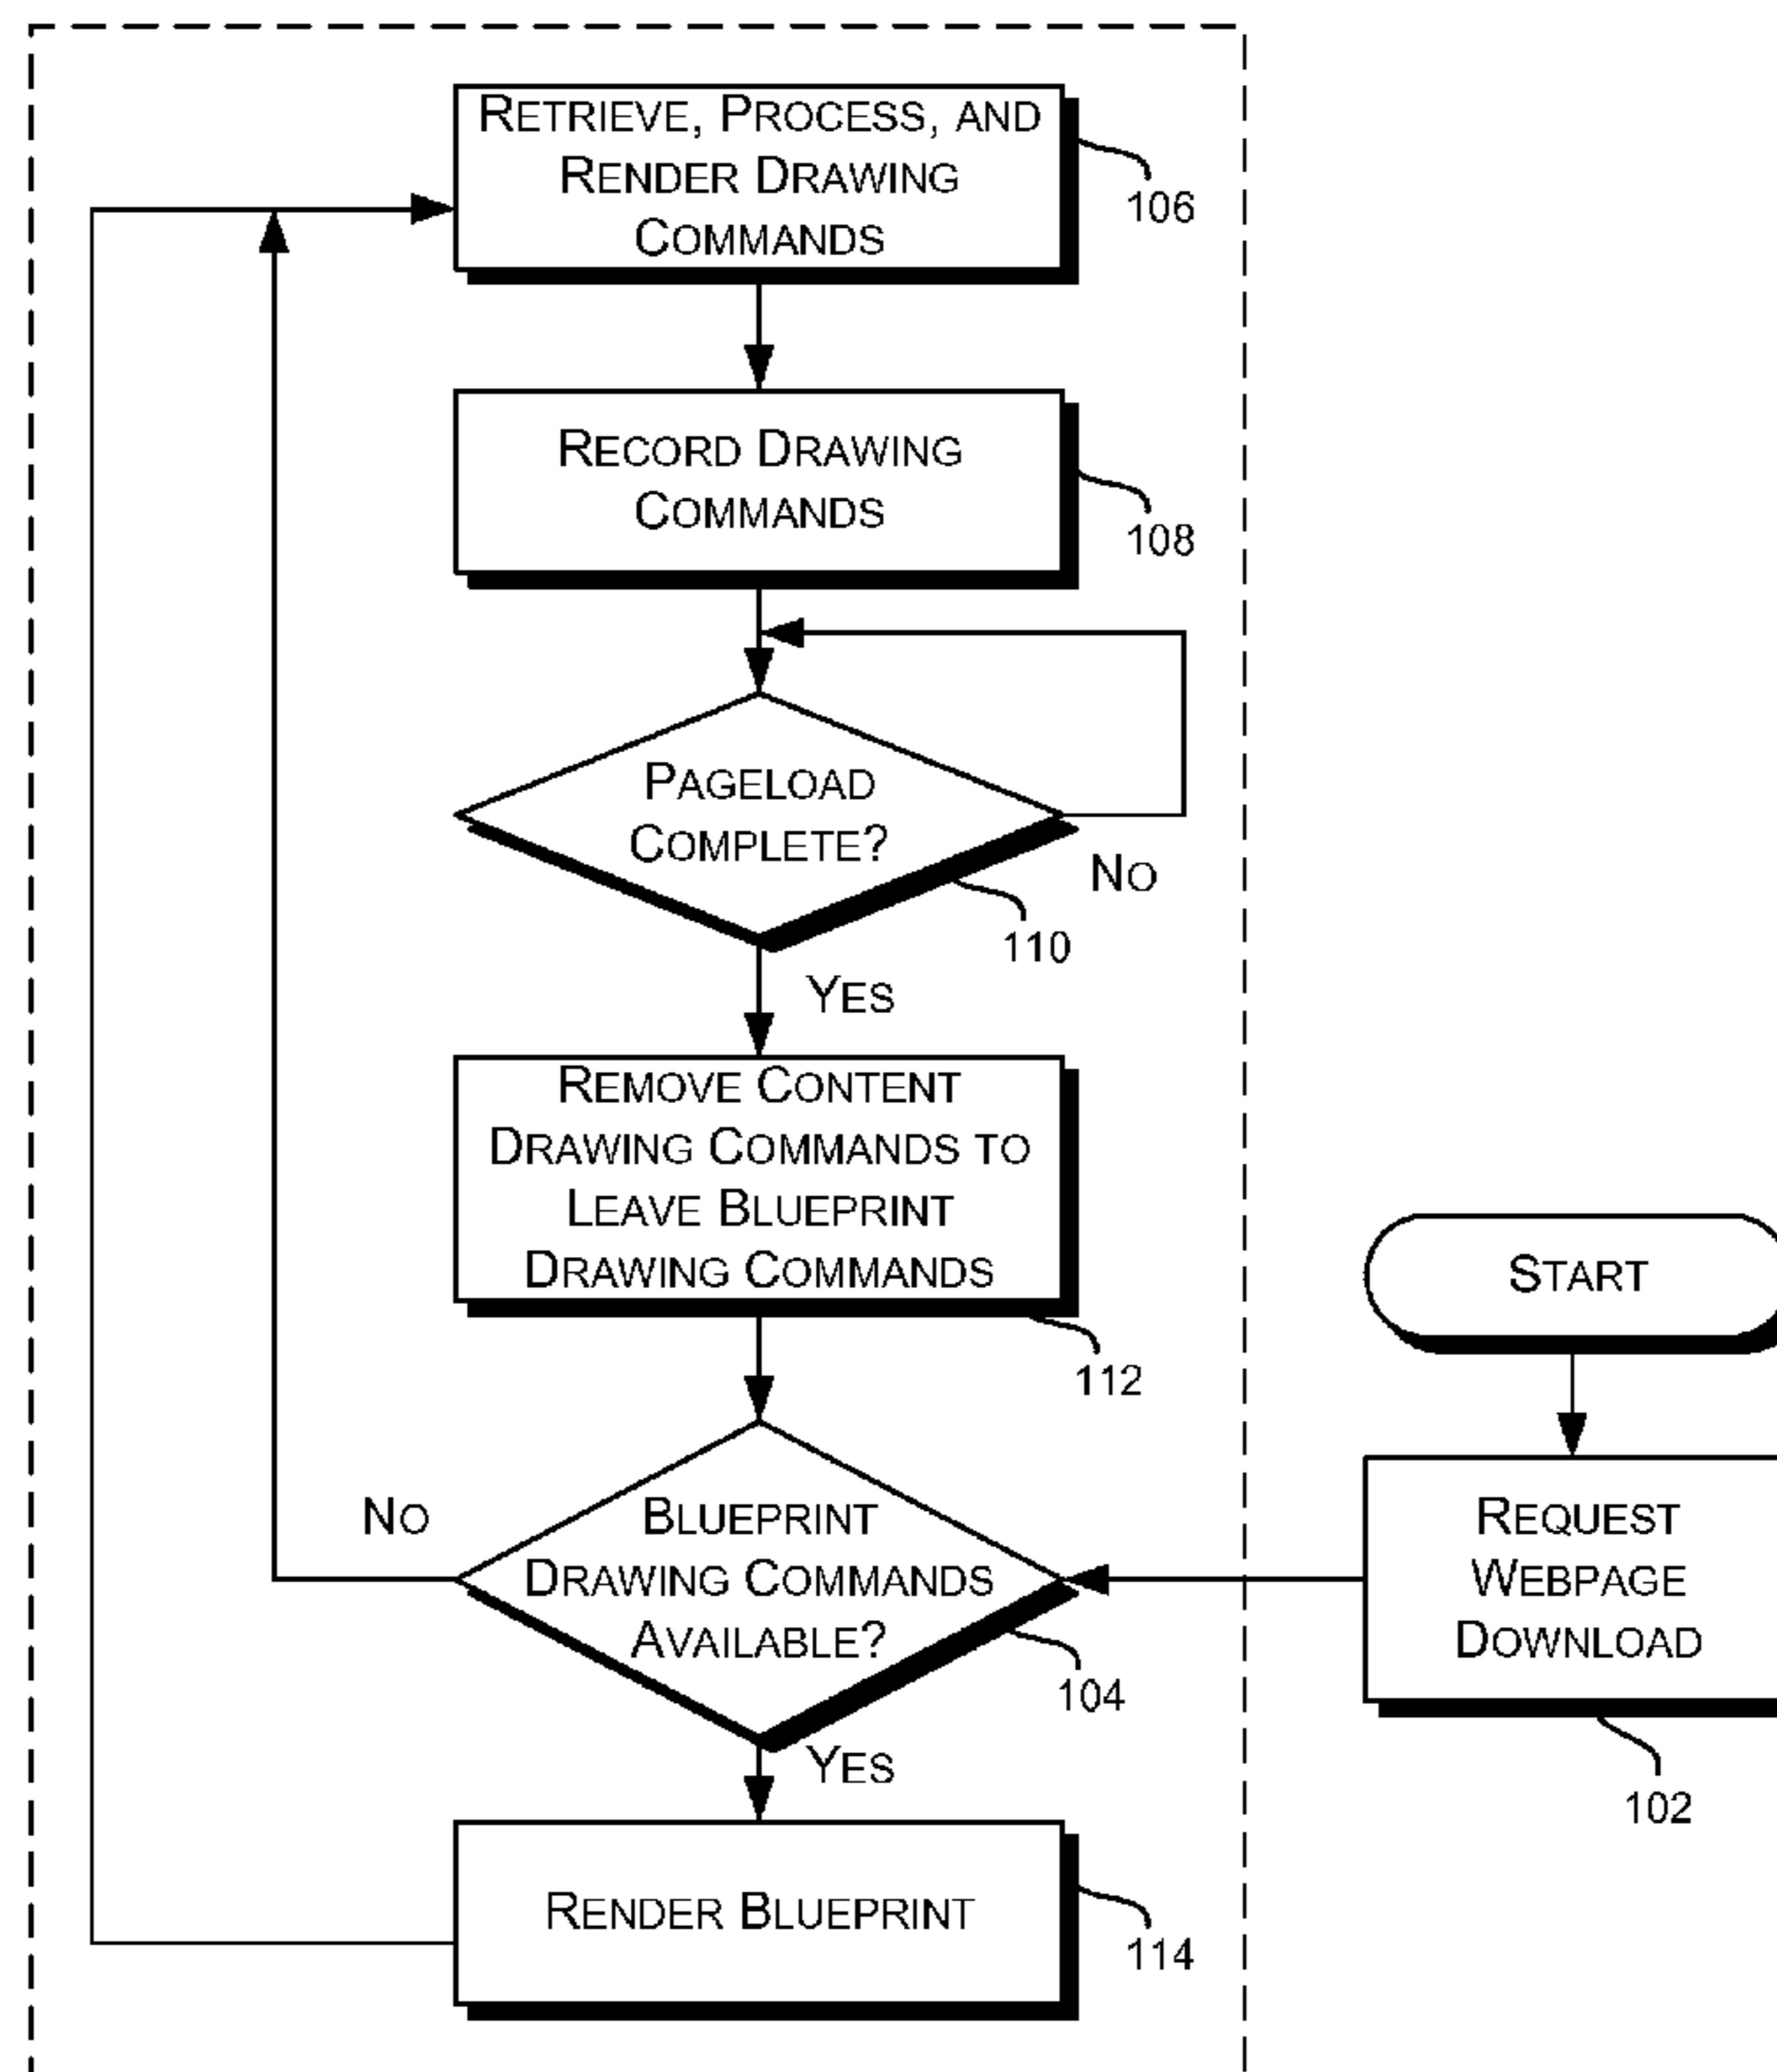 RETRIEVE, PROCESS, AND
RENDER DRAWING
COMMANDS
106
RECORD DRAWING
COMMANDS
108
PAGELOAD
COMPLETE?
NO
110
YES
REMOVE CONTENT
DRAWING COMMANDS TO
LEAVE BLUEPRINT
DRAWING COMMANDS
112
START
REQUEST
WEBPAGE
DOWNLOAD
102
NO
BLUEPRINT
DRAWING COMMANDS
AVAILABLE?
104
YES
RENDER BLUEPRINT
114